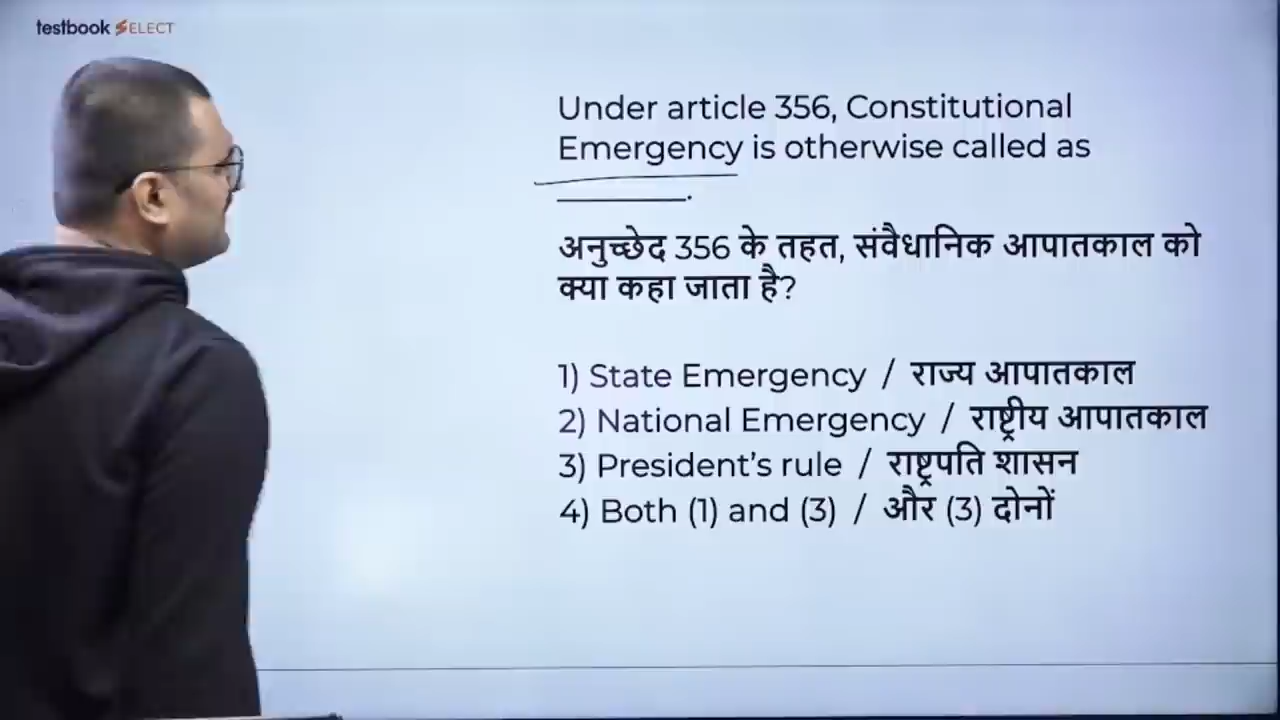 testbook SELECT
Under article 356, Constitutional
Emergency is otherwise called as
________.
अनुच्छेद 356 के तहत, संवैधानिक आपातकाल को
क्या कहा जाता है?
1) State Emergency / राज्य आपातकाल
2) National Emergency / राष्ट्रीय आपातकाल
3) President’s rule / राष्ट्रपति शासन
4) Both (1) and (3) / और (3) दोनों